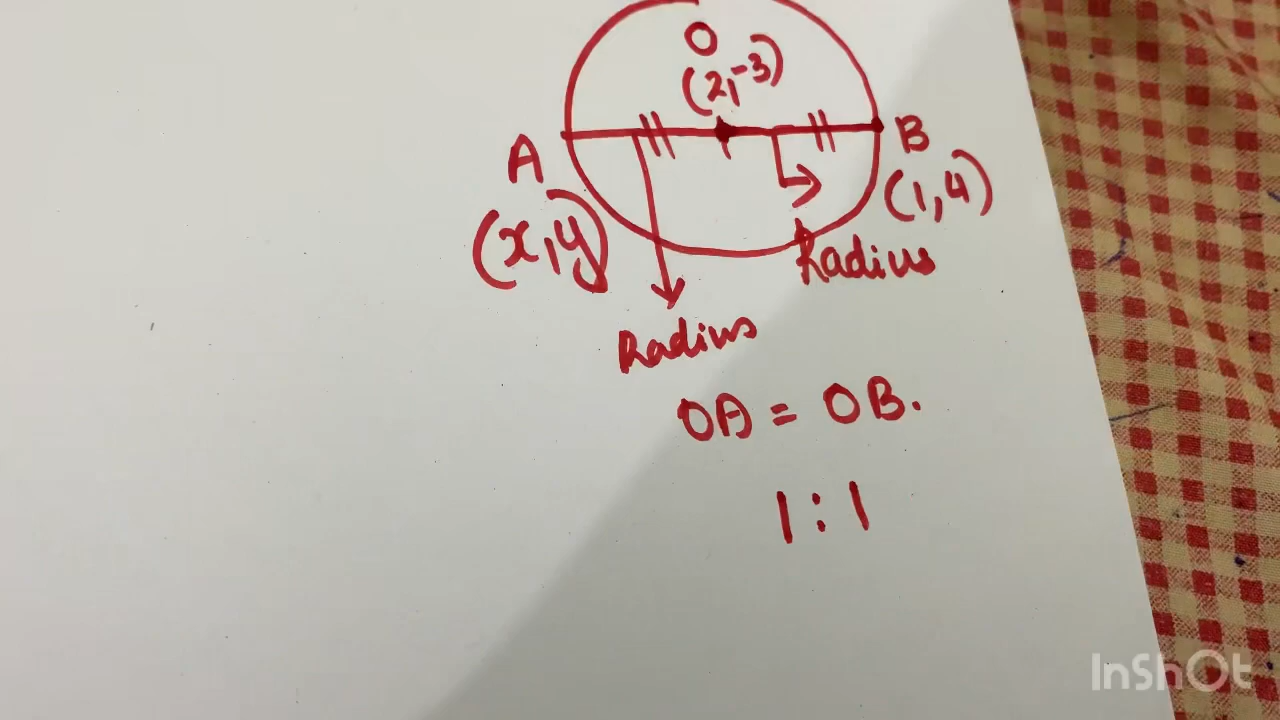 O
(2,-3)
A
B
(x,y)
(1,4)
Radius
Radius
OA = OB.
1:1
InShOt